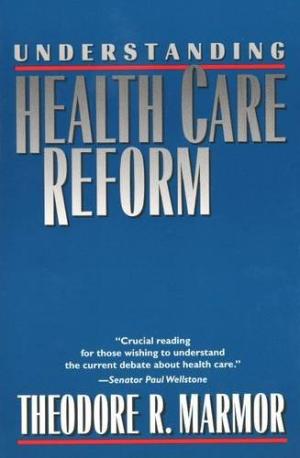 UNDERSTANDING
HEALTH CARE
REFORM
“Crucial reading
for those wishing to understand
the current debate about health care.”
—Senator Paul Wellstone
THEODORE R. MARMOR